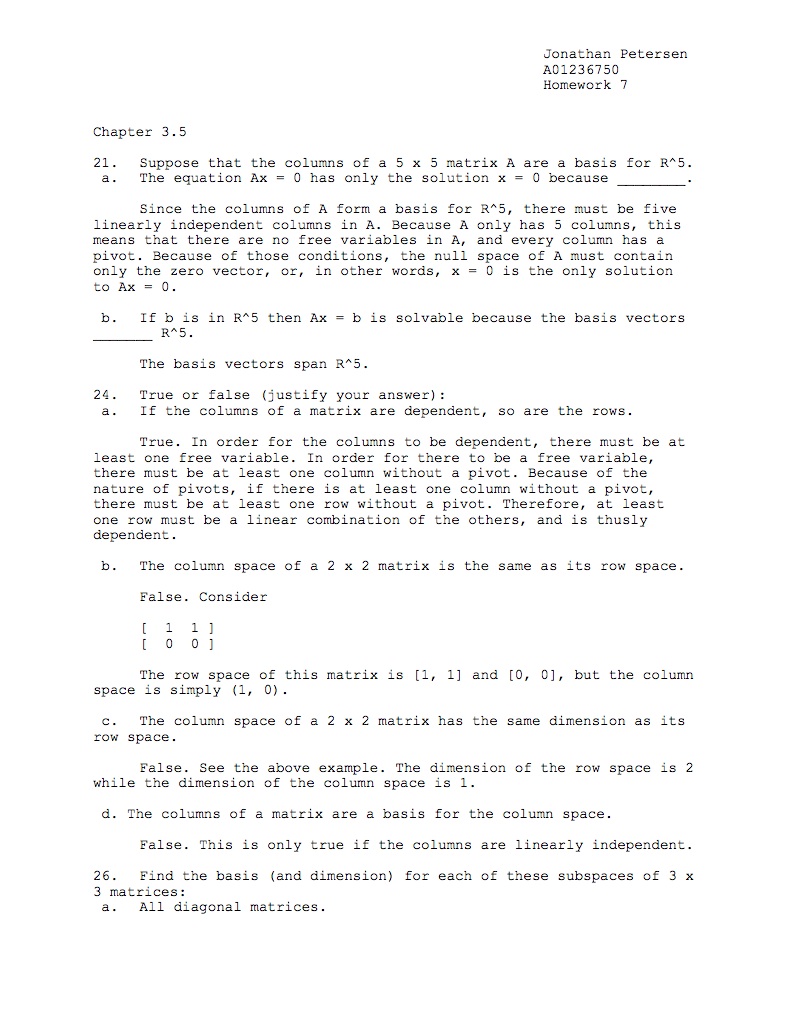 Jonathan Petersen
A01236750
Homework 7
Chapter 3.5
21. Suppose that the columns of a 5 x 5 matrix A are a basis for R^5.
a. The equation Ax = 0 has only the solution x = 0 because ________.
Since the columns of A form a basis for R^5, there must be five
linearly independent columns in A. Because A only has 5 columns, this
means that there are no free variables in A, and every column has a
pivot. Because of those conditions, the null space of A must contain
only the zero vector, or, in other words, x = 0 is the only solution
to Ax = 0.
b. If b is in R^5 then Ax = b is solvable because the basis vectors
_______ R^5.
The basis vectors span R^5.
24. True or false (justify your answer):
a. If the columns of a matrix are dependent, so are the rows.
True. In order for the columns to be dependent, there must be at
least one free variable. In order for there to be a free variable,
there must be at least one column without a pivot. Because of the
nature of pivots, if there is at least one column without a pivot,
there must be at least one row without a pivot. Therefore, at least
one row must be a linear combination of the others, and is thusly
dependent.
b. The column space of a 2 x 2 matrix is the same as its row space.
False. Consider
[ 1 1 ]
[ 0 0 ]
The row space of this matrix is [1, 1] and [0, 0], but the column
space is simply (1, 0).
c. The column space of a 2 x 2 matrix has the same dimension as its
row space.
False. See the above example. The dimension of the row space is 2
while the dimension of the column space is 1.
d. The columns of a matrix are a basis for the column space.
False. This is only true if the columns are linearly independent.
26. Find the basis (and dimension) for each of these subspaces of 3 x
3 matrices:
a. All diagonal matrices.